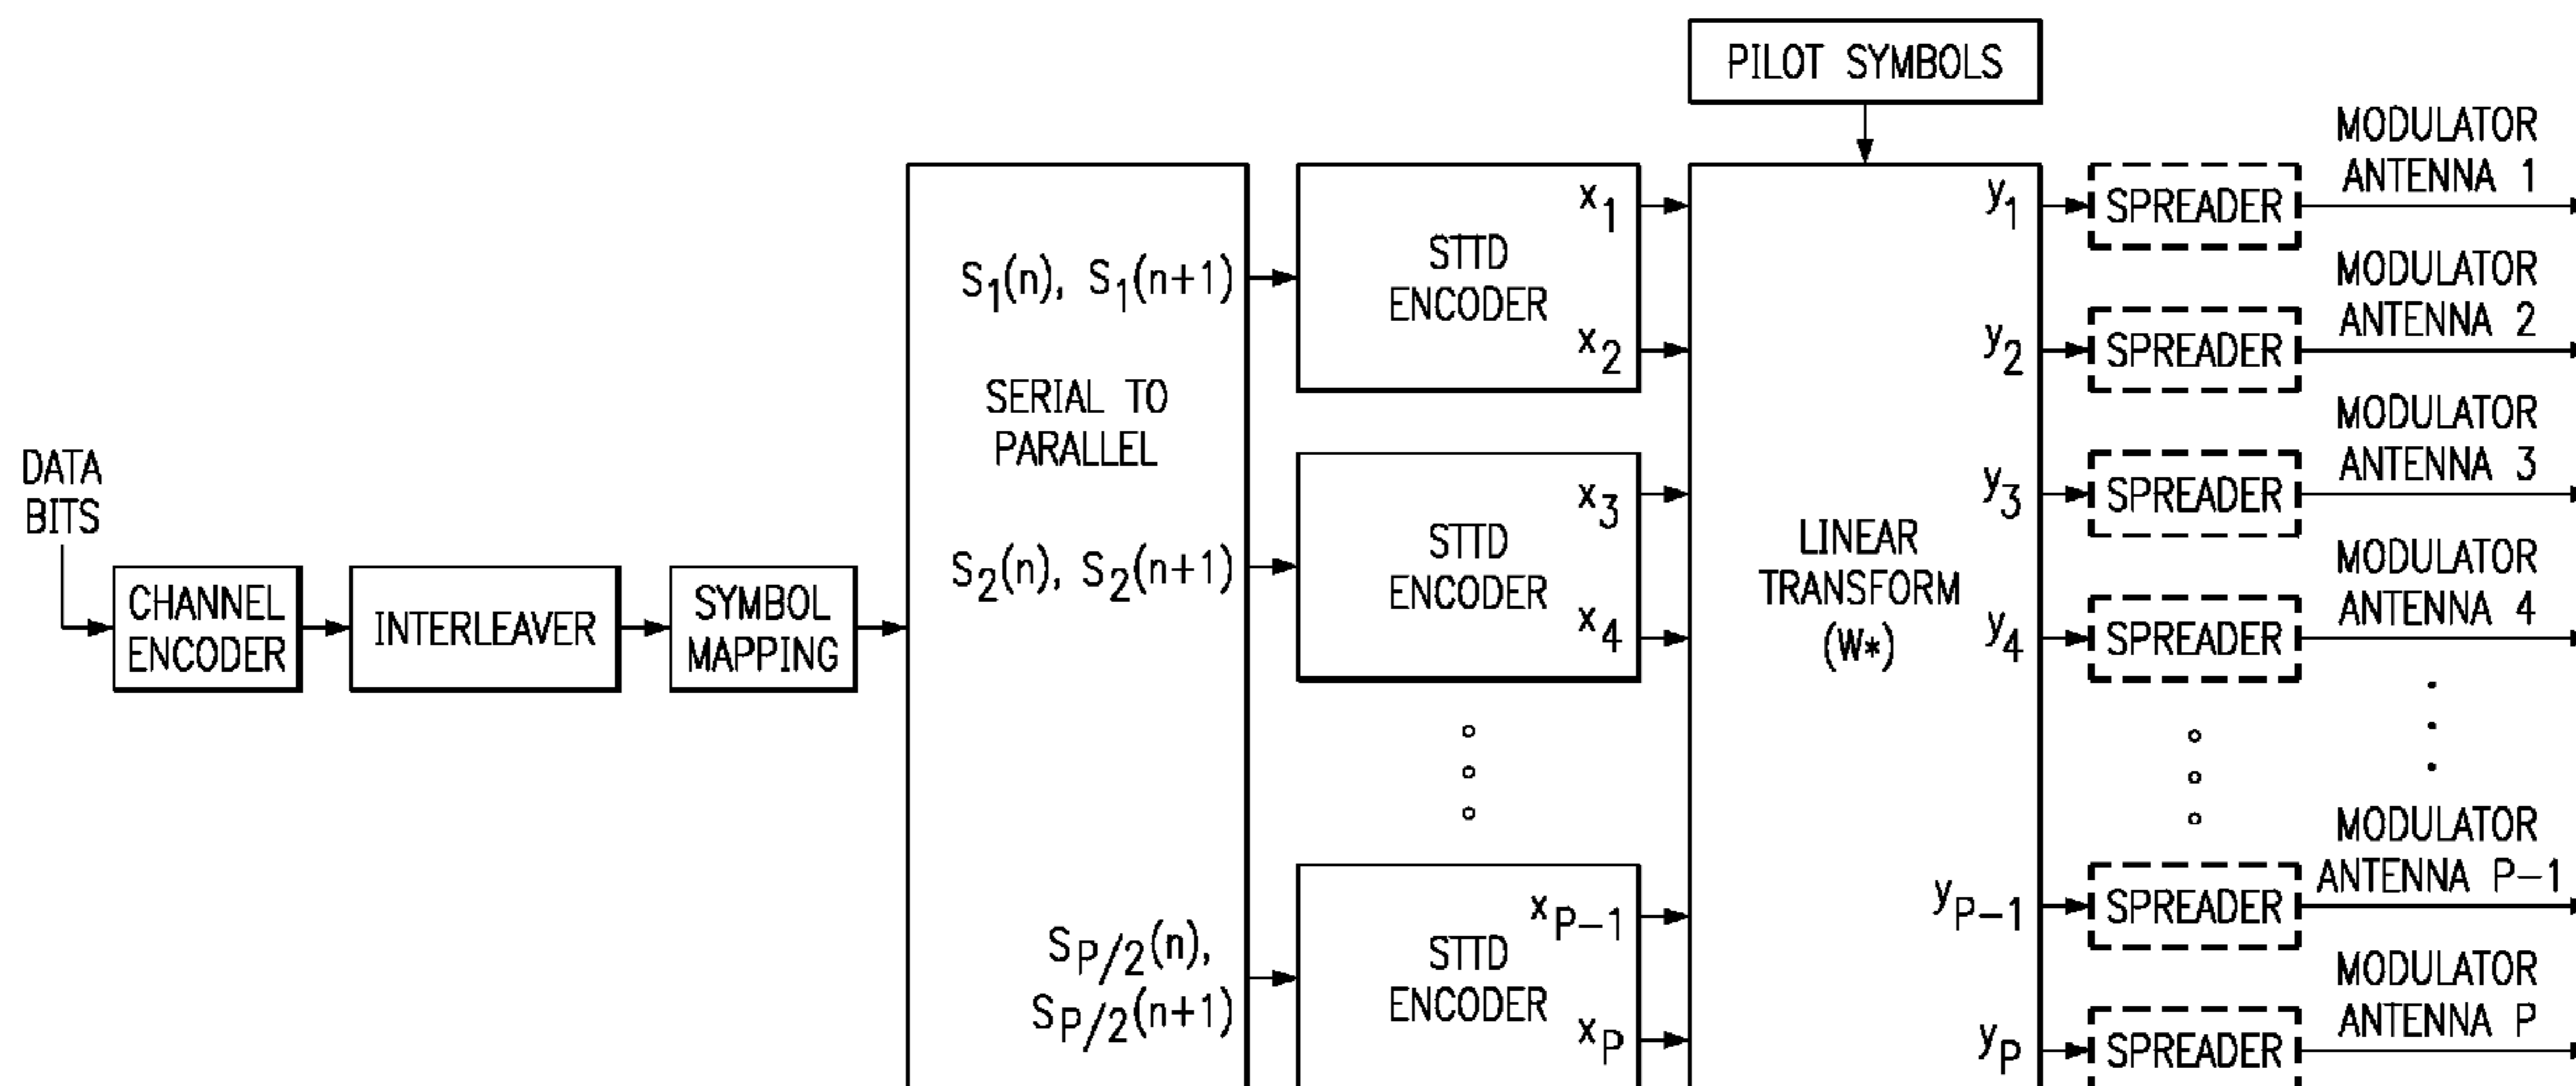 PILOT SYMBOLS
DATA
BITS
CHANNEL
ENCODER
INTERLEAVER
SYMBOL
MAPPING
SERIAL TO
PARALLEL
S1(n), S1(n+1)
S2(n), S2(n+1)
SP/2(n),
SP/2(n+1)
STTD
ENCODER
x1
x2
STTD
ENCODER
x3
x4
STTD
ENCODER
xP-1
xP
LINEAR
TRANSFORM
(W*)
y1
y2
y3
y4
yP-1
yP
SPREADER
MODULATOR
ANTENNA 1
SPREADER
MODULATOR
ANTENNA 2
SPREADER
MODULATOR
ANTENNA 3
SPREADER
MODULATOR
ANTENNA 4
SPREADER
MODULATOR
ANTENNA P-1
SPREADER
MODULATOR
ANTENNA P